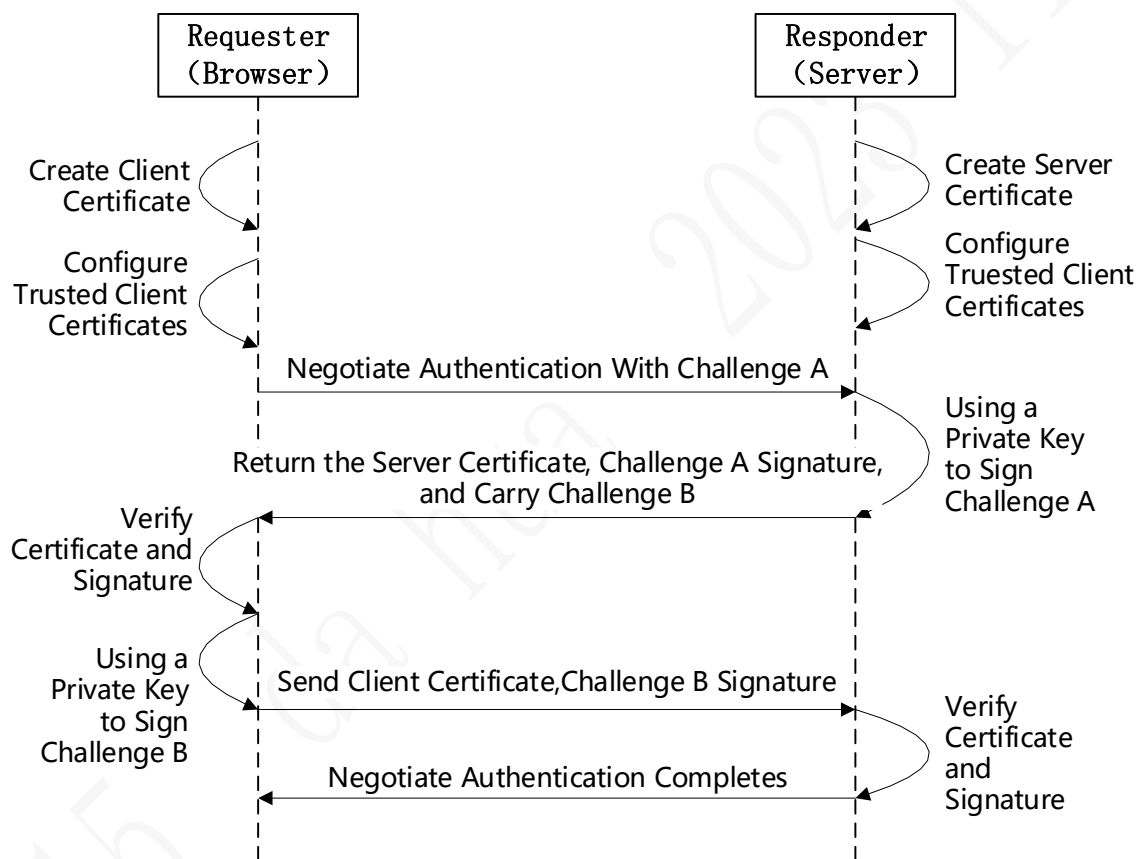 Requester
(Browser)
Responder
(Server)
Create Client
Certificate
Create Server
Certificate
Configure
Trusted Client
Certificates
Configure
Truested Client
Certificates
Negotiate Authentication With Challenge A
Using a
Private Key
to Sign
Challenge A
Return the Server Certificate, Challenge A Signature,
and Carry Challenge B
Verify
Certificate and
Signature
Using a
Private Key
to Sign
Challenge B
Send Client Certificate,Challenge B Signature
Verify
Certificate
and
Signature
Negotiate Authentication Completes